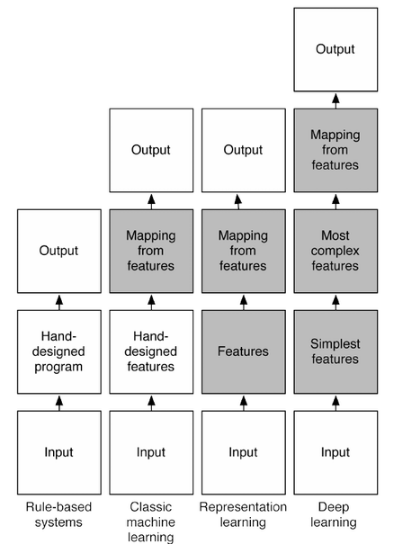 Output
Output
Output
Mapping
from
features
Output
Mapping
from
features
Mapping
from
features
Most
complex
features
Hand-
designed
program
Hand-
designed
features
Features
Simplest
features
Input
Input
Input
Input
Rule-based
systems
Classic
machine
learning
Representation
learning
Deep
learning